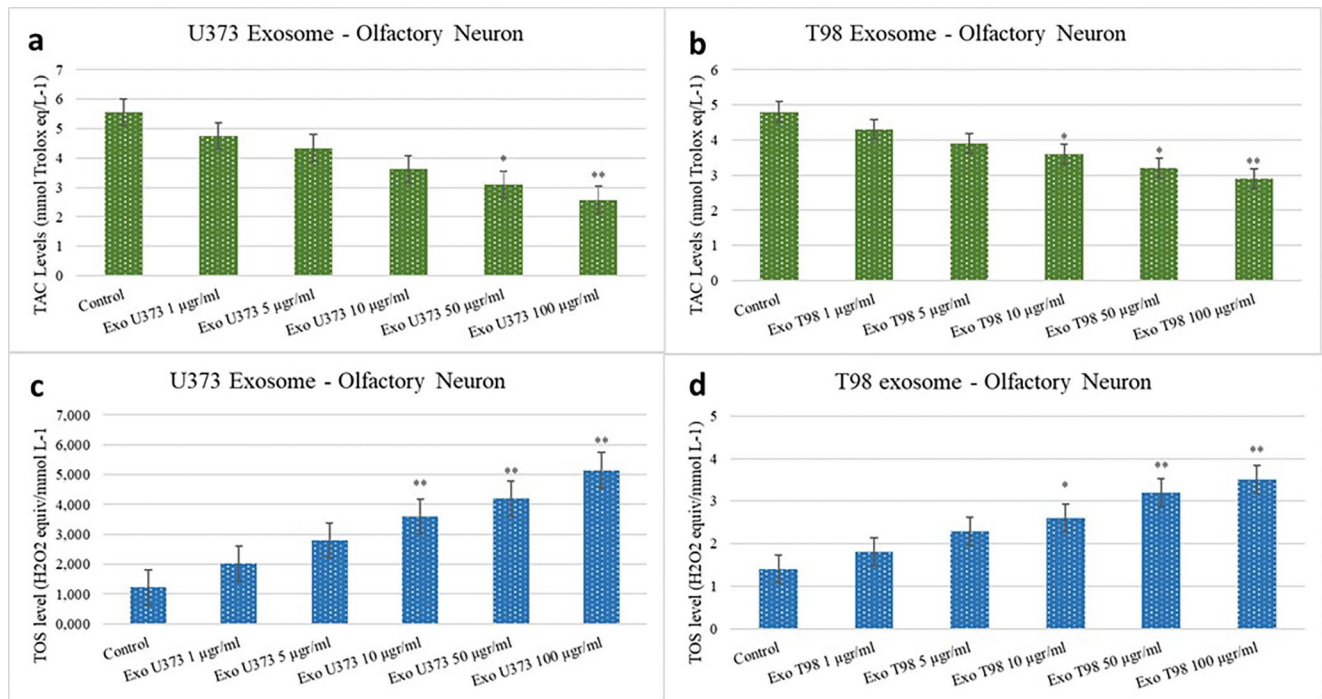 a
U373 Exosome - Olfactory Neuron
TAC Levels (mmol Trolox eq/L-1)
7
6
5
4
3
2
1
0
*
**
Control
Exo U373 1 µgr/ml
Exo U373 5 µgr/ml
Exo U373 10 µgr/ml
Exo U373 50 µgr/ml
Exo U373 100 µgr/ml
b
T98 Exosome - Olfactory Neuron
TAC Levels (mmol Trolox eq/L-1)
6
5
4
3
2
1
0
*
*
**
Control
Exo T98 1 µgr/ml
Exo T98 5 µgr/ml
Exo T98 10 µgr/ml
Exo T98 50 µgr/ml
Exo T98 100 µgr/ml
c
U373 Exosome - Olfactory Neuron
TOS level (H2O2 equiv/mmol L-1
7,000
6,000
5,000
4,000
3,000
2,000
1,000
0,000
**
**
**
Control
Exo U373 1 µgr/ml
Exo U373 5 µgr/ml
Exo U373 10 µgr/ml
Exo U373 50 µgr/ml
Exo U373 100 µgr/ml
d
T98 exosome - Olfactory Neuron
TOS level (H2O2 equiv/mmol L-1)
5
4
3
2
1
0
*
**
**
Control
Exo T98 1 µgr/ml
Exo T98 5 µgr/ml
Exo T98 10 µgr/ml
Exo T98 50 µgr/ml
Exo T98 100 µgr/ml